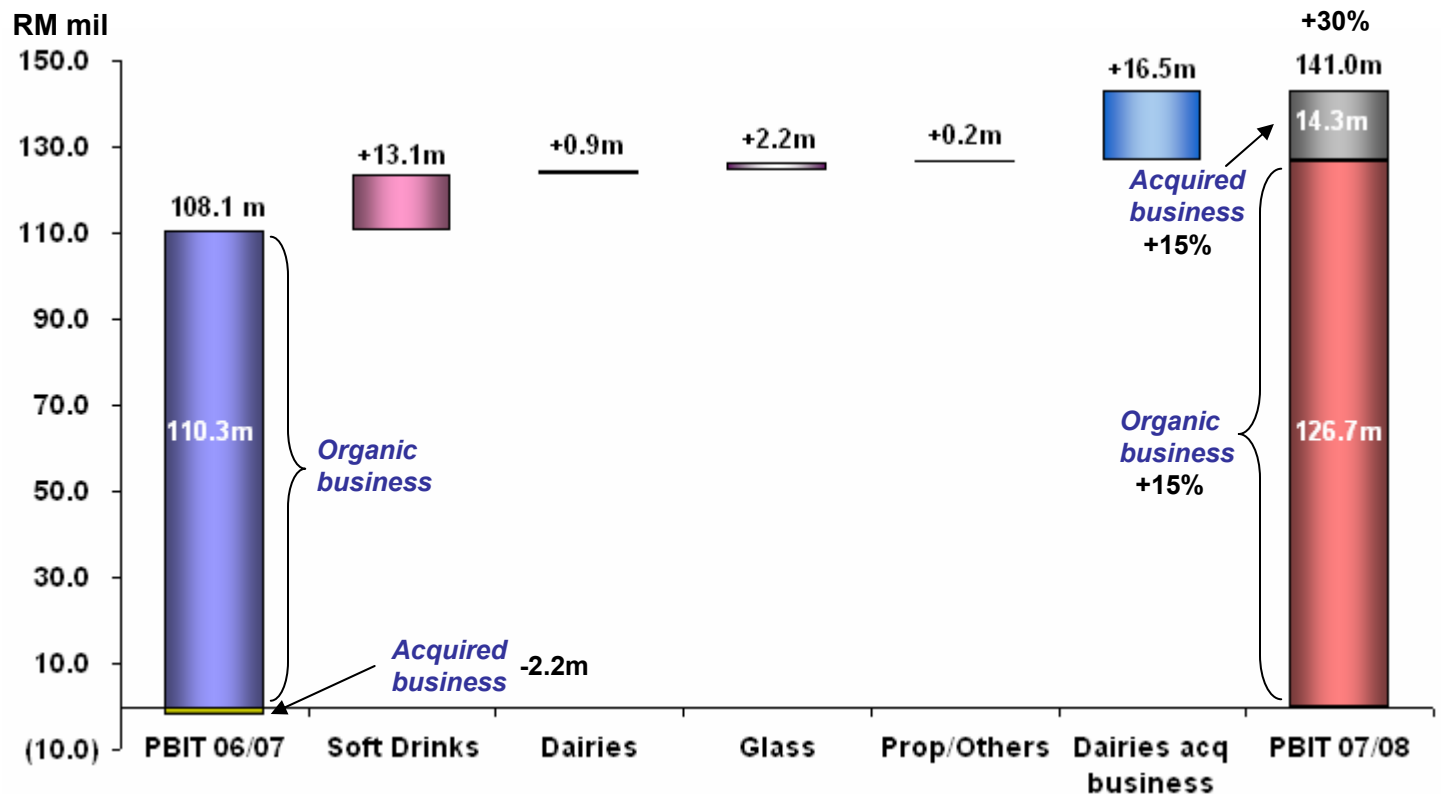 RM mil
+30%
150.0
+16.5m
141.0m
14.3m
130.0
+13.1m
+0.9m
+2.2m
+0.2m
Acquired
business
+15%
108.1 m
110.0
90.0
70.0
110.3m
Organic
business
Organic
business
+15%
126.7m
50.0
30.0
10.0
Acquired
business
-2.2m
(10.0)
PBIT 06/07
Soft Drinks
Dairies
Glass
Prop/Others
Dairies acq
business
PBIT 07/08